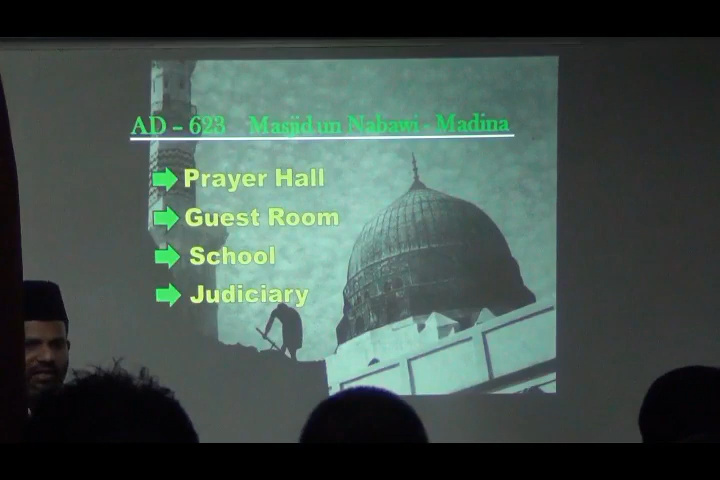 AD – 623 Masjid un Nabawi - Madina
Prayer Hall
Guest Room
School
Judiciary